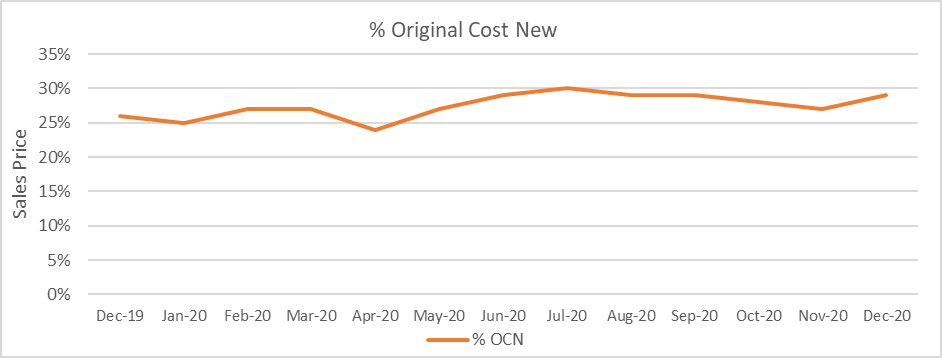 % Original Cost New
35%
30%
25%
20%
15%
10%
5%
0%
Sales Price
Dec-19 Jan-20 Feb-20 Mar-20 Apr-20 May-20 Jun-20 Jul-20 Aug-20 Sep-20 Oct-20 Nov-20 Dec-20
% OCN